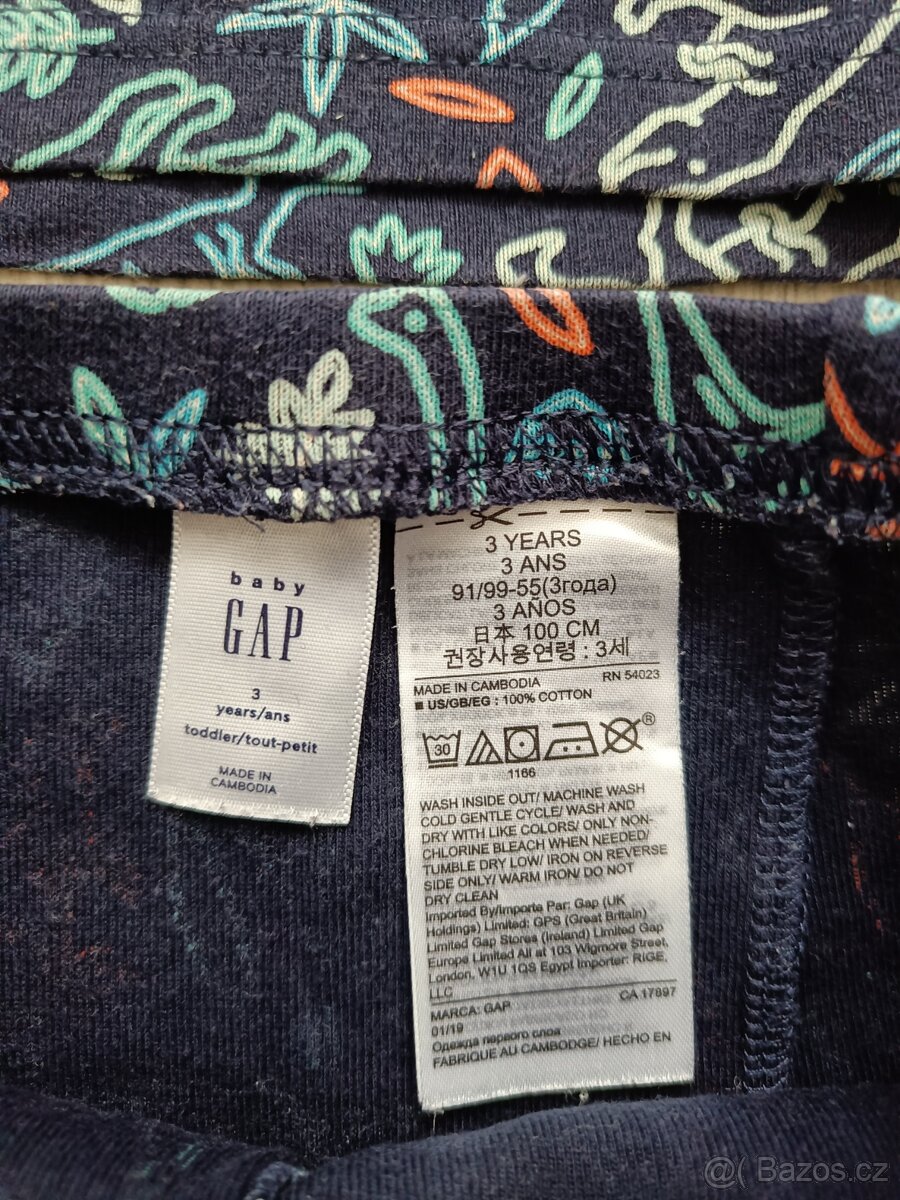 baby
GAP
3
years/ans
toddler/tout-petit
MADE IN
CAMBODIA
3 YEARS
3 ANS
91/99-55(3года)
3 AÑOS
日本 100 CM
권장사용연령 : 3세
MADE IN CAMBODIA RN 54023
US/GB/EG : 100% COTTON
30
®
1166
WASH INSIDE OUT/ MACHINE WASH
COLD GENTLE CYCLE/ WASH AND
DRY WITH LIKE COLORS/ ONLY NON-
CHLORINE BLEACH WHEN NEEDED/
TUMBLE DRY LOW/ IRON ON REVERSE
SIDE ONLY/ WARM IRON/ DO NOT
DRY CLEAN
Imported By/Importe Par: Gap (UK
Holdings) Limited: GPS (Great Britain)
Limited Gap Stores (Ireland) Limited Gap
Europe Limited All at 103 Wigmore Street,
London, W1U 1QS Egypt Importer: RIGE,
LLC
MARCA: GAP CA 17897
01/19
Одежда первого слоя
FABRIQUE AU CAMBODGE/ HECHO EN
@( Bazos.cz